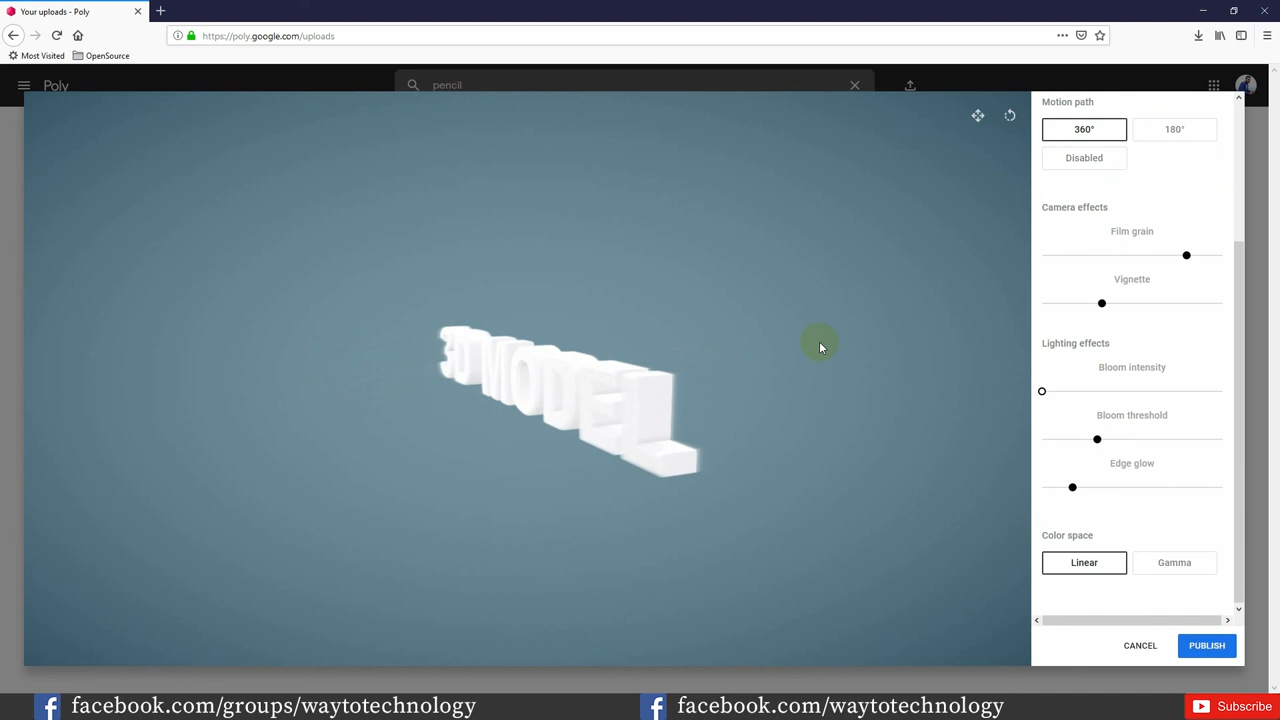 Your uploads - Poly
https://poly.google.com/uploads
Most Visited
OpenSource
Poly
pencil
Motion path
360°
180°
Disabled
Camera effects
Film grain
Vignette
Lighting effects
Bloom intensity
Bloom threshold
Edge glow
Color space
Linear
Gamma
CANCEL
PUBLISH
3DMODEL
facebook.com/groups/waytotechnology
facebook.com/waytotechnology
Subscribe